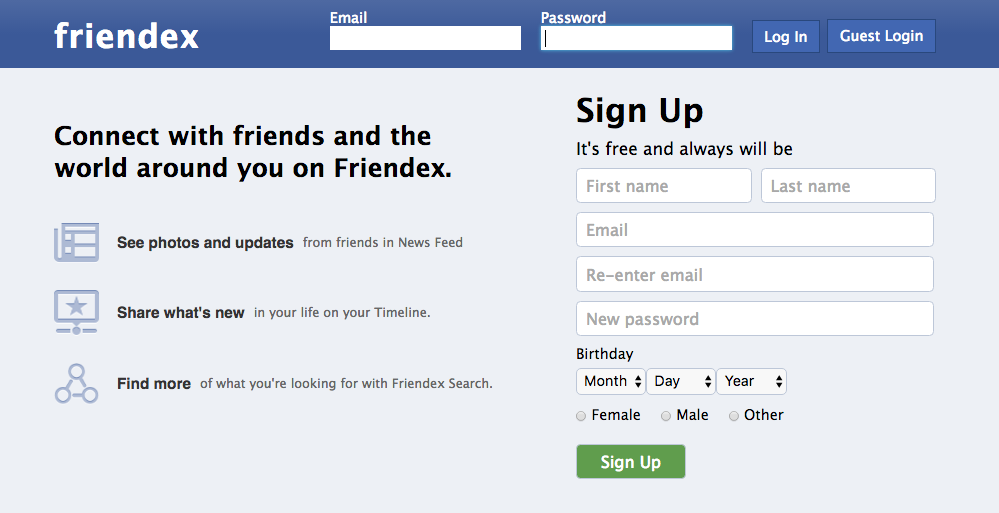 friendex
Email
Password
Log In
Guest Login
Connect with friends and the
world around you on Friendex.
See photos and updates from friends in News Feed
Share what's new in your life on your Timeline.
Find more of what you're looking for with Friendex Search.
Sign Up
It's free and always will be
First name
Last name
Email
Re-enter email
New password
Birthday
Month Day Year
Female Male Other
Sign Up